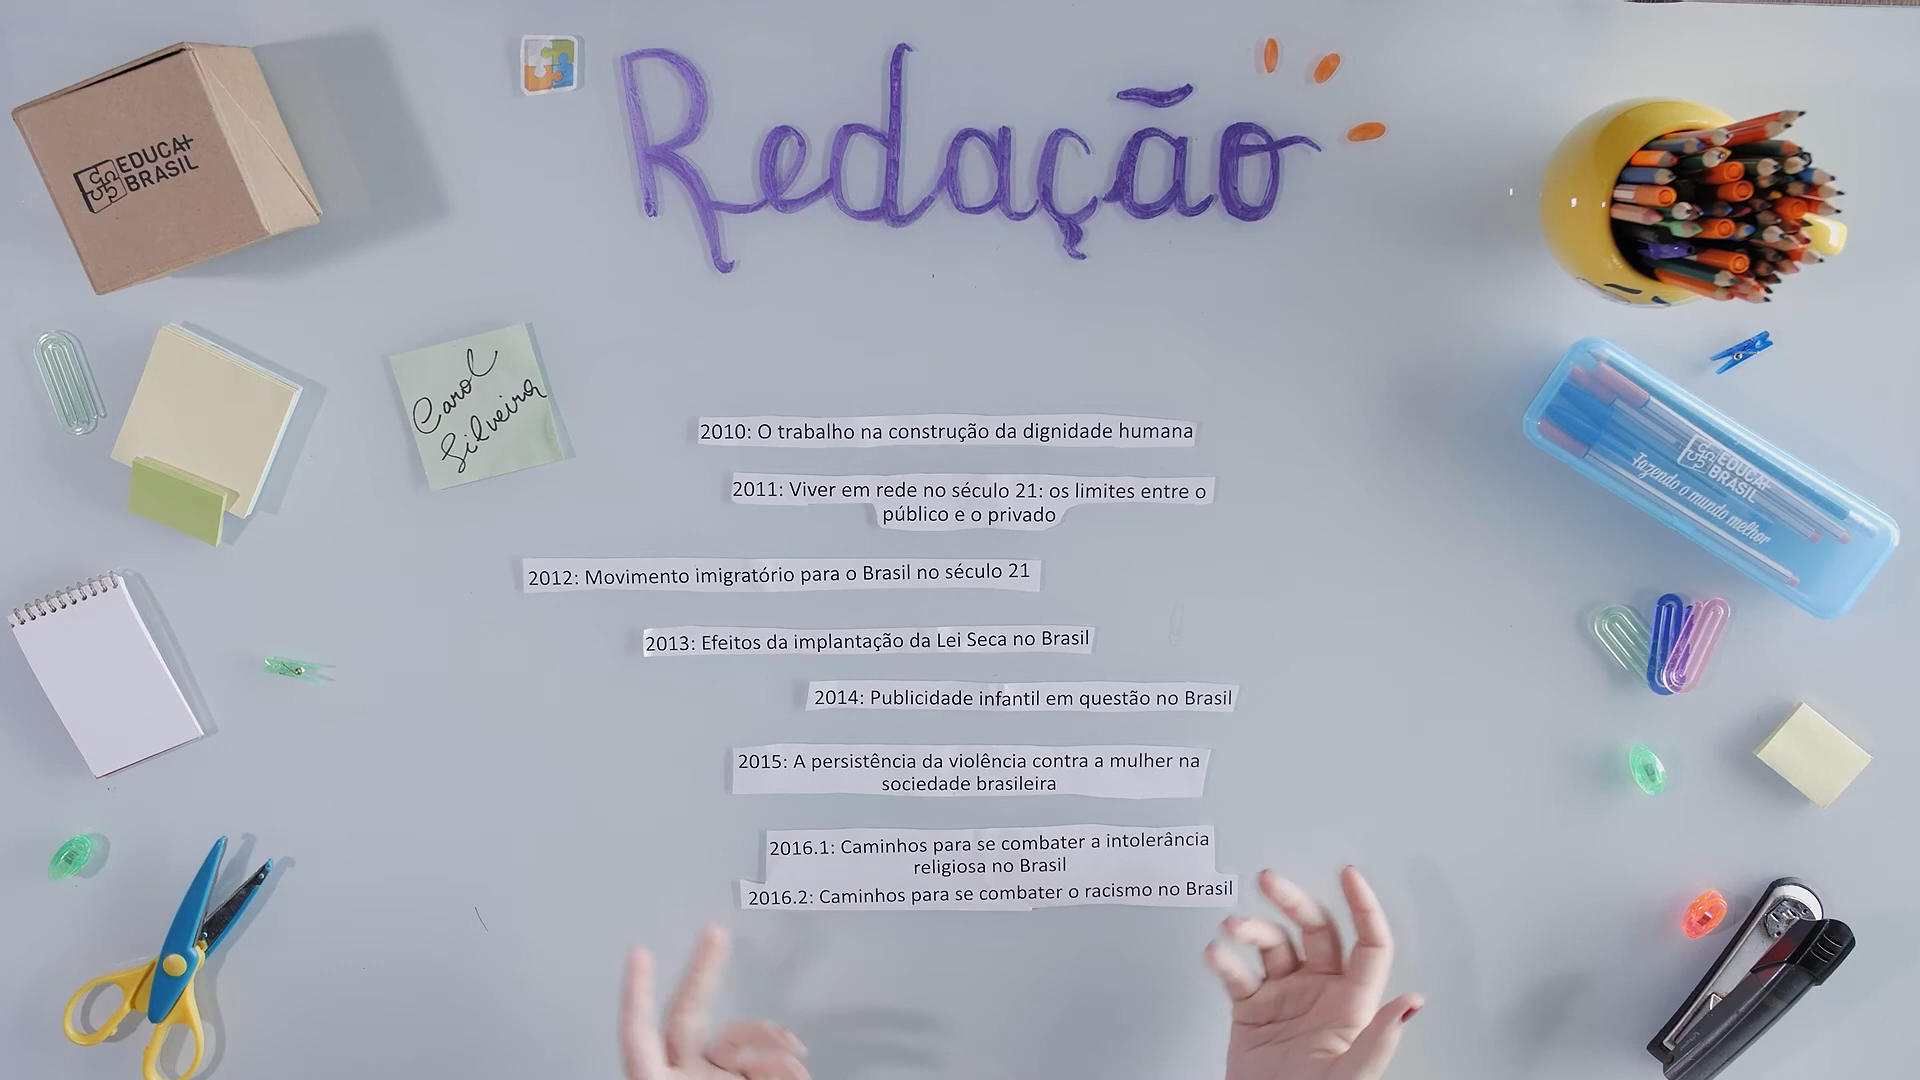 Redação
EDUCA+
BRASIL
Carol
Silveira
2010: O trabalho na construção da dignidade humana
2011: Viver em rede no século 21: os limites entre o
público e o privado
2012: Movimento imigratório para o Brasil no século 21
2013: Efeitos da implantação da Lei Seca no Brasil
2014: Publicidade infantil em questão no Brasil
2015: A persistência da violência contra a mulher na
sociedade brasileira
2016.1: Caminhos para se combater a intolerância
religiosa no Brasil
2016.2: Caminhos para se combater o racismo no Brasil
EDUCA+
BRASIL
Fazendo o mundo melhor